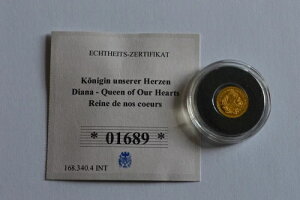 ECHTHEITS-ZERTIFIKAT
Königin unserer Herzen
Diana - Queen of Our Hearts
Reine de nos coeurs
* 01689 *
168.340.4 INT